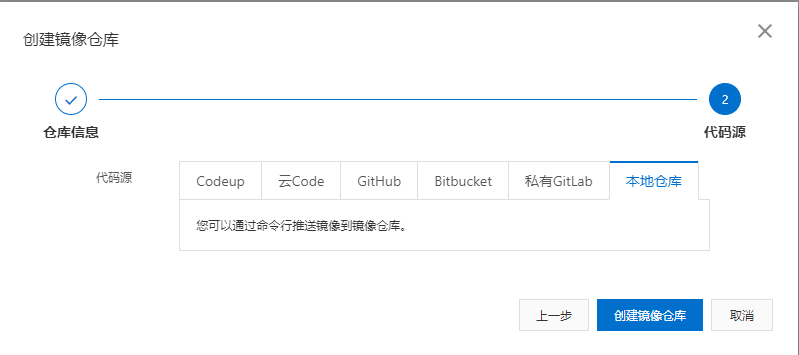 创建镜像仓库
2
仓库信息 代码源
代码源 Codeup 云Code GitHub Bitbucket 私有GitLab 本地仓库
您可以通过命令行推送镜像到镜像仓库。
上一步 创建镜像仓库 取消